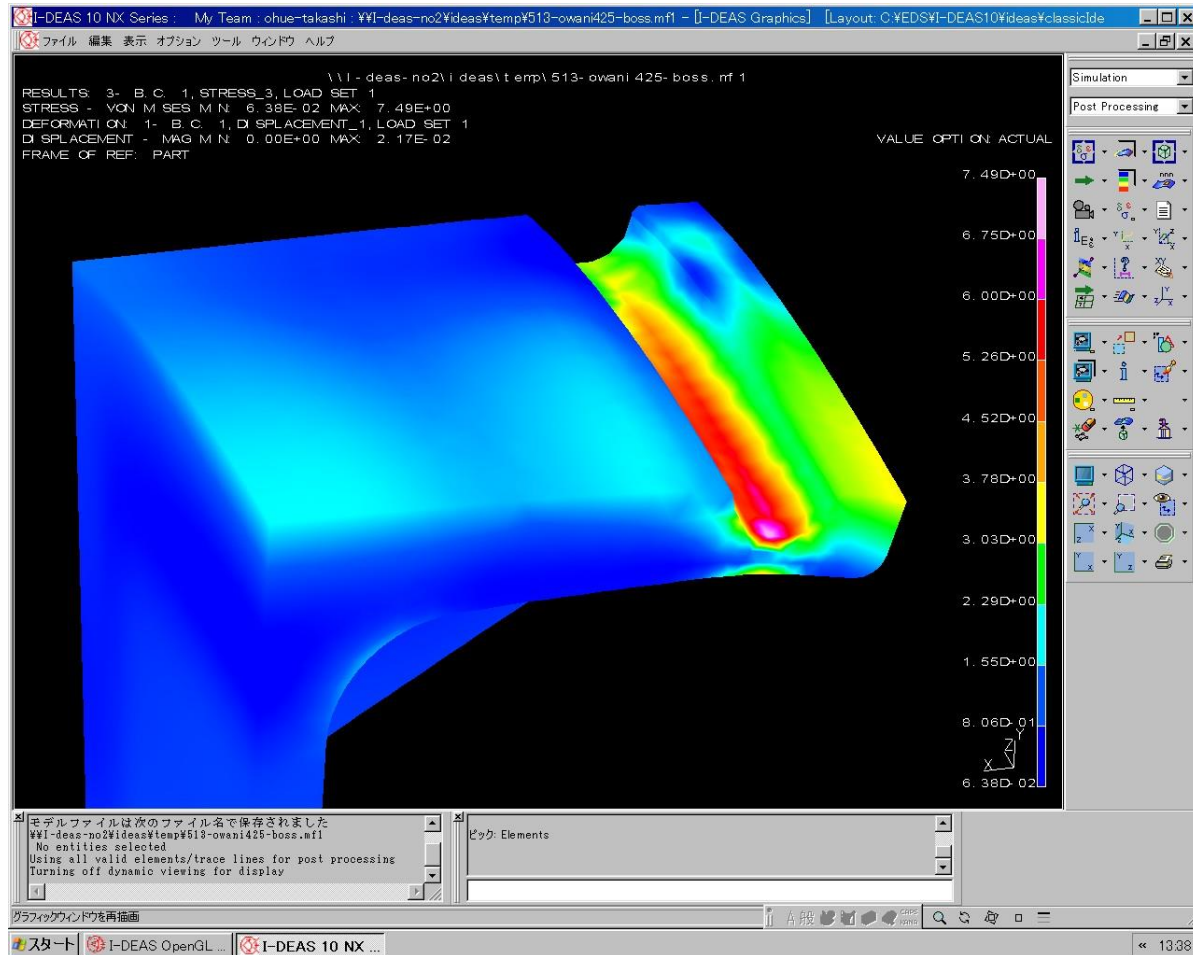 I-DEAS 10 NX Series : My Team : ohue-takashi : ¥¥I-deas-no2¥ideas¥temp¥513-owani425-boss.mf1 - [I-DEAS Graphics] [Layout: C:¥EDS¥I-DEAS10¥ideas¥classicIde
ファイル 編集 表示 オプション ツール ウィンドウ ヘルプ
\\I-deas-no2\ideas\temp\513-owani425-boss.mf1
RESULTS: 3- B.C. 1, STRESS_3, LOAD SET 1
STRESS - VON MISES MIN: 6.38E-02 MAX: 7.49E+00
DEFORMATION: 1- B.C. 1, DISPLACEMENT_1, LOAD SET 1
DISPLACEMENT - MAG MIN: 0.00E+00 MAX: 2.17E-02
FRAME OF REF: PART
VALUE OPTION: ACTUAL
7.49D+00
6.75D+00
6.00D+00
5.26D+00
4.52D+00
3.78D+00
3.03D+00
2.29D+00
1.55D+00
8.06D-01
6.38D-02
Y
Z
X
Simulation
Post Processing
モデルファイルは次のファイル名で保存されました
¥¥I-deas-no2¥ideas¥temp¥513-owani425-boss.mf1
No entities selected
Using all valid elements/trace lines for post processing
Turning off dynamic viewing for display
ピック: Elements
グラフィックウィンドウを再描画
A 般
CAPS
KANA
スタート
I-DEAS OpenGL ...
I-DEAS 10 NX ...
« 13:38